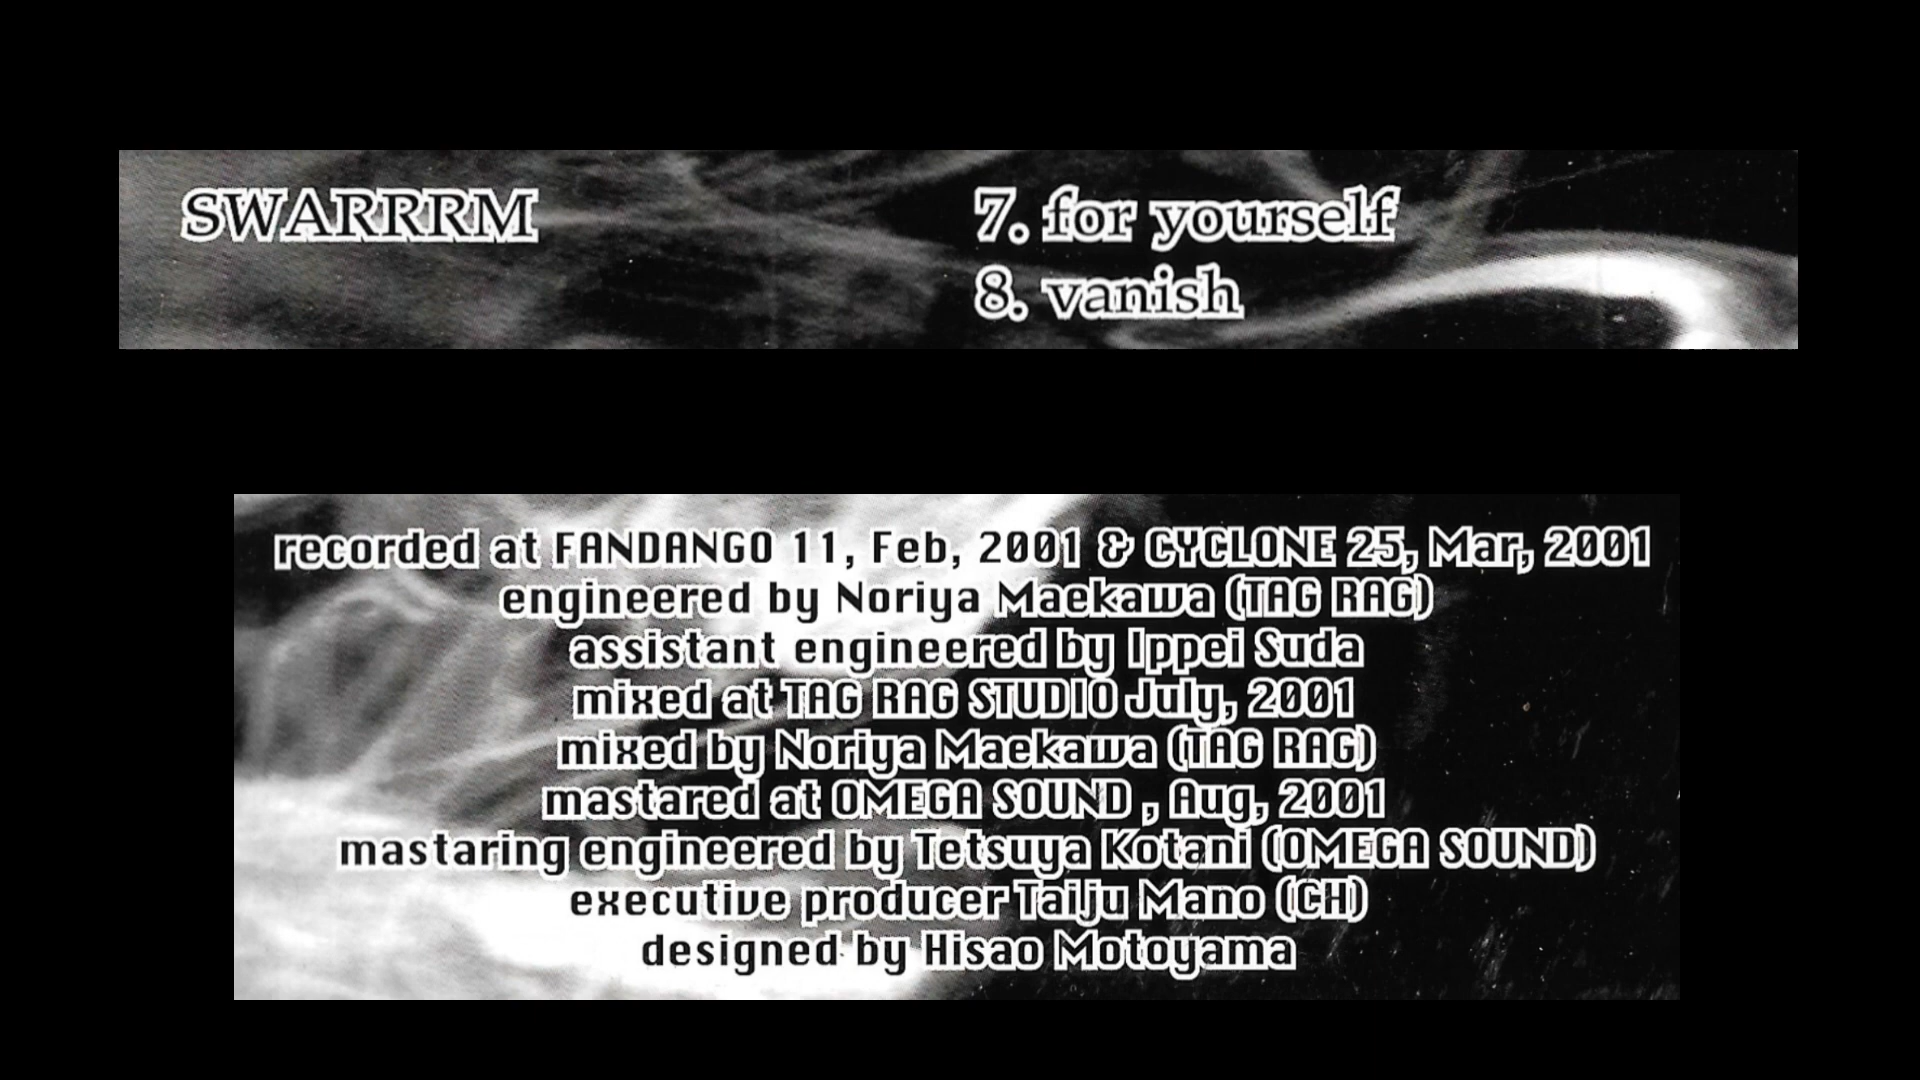 SWARRRM
7. for yourself
8. vanish
recorded at FANDANGO 11, Feb, 2001 & CYCLONE 25, Mar, 2001
engineered by Noriya Maekawa (TAG RAG)
assistant engineered by Ippei Suda
mixed at TAG RAG STUDIO July, 2001
mixed by Noriya Maekawa (TAG RAG)
mastared at OMEGA SOUND , Aug, 2001
mastaring engineered by Tetsuya Kotani (OMEGA SOUND)
executive producer Taiju Mano (CH)
designed by Hisao Motoyama